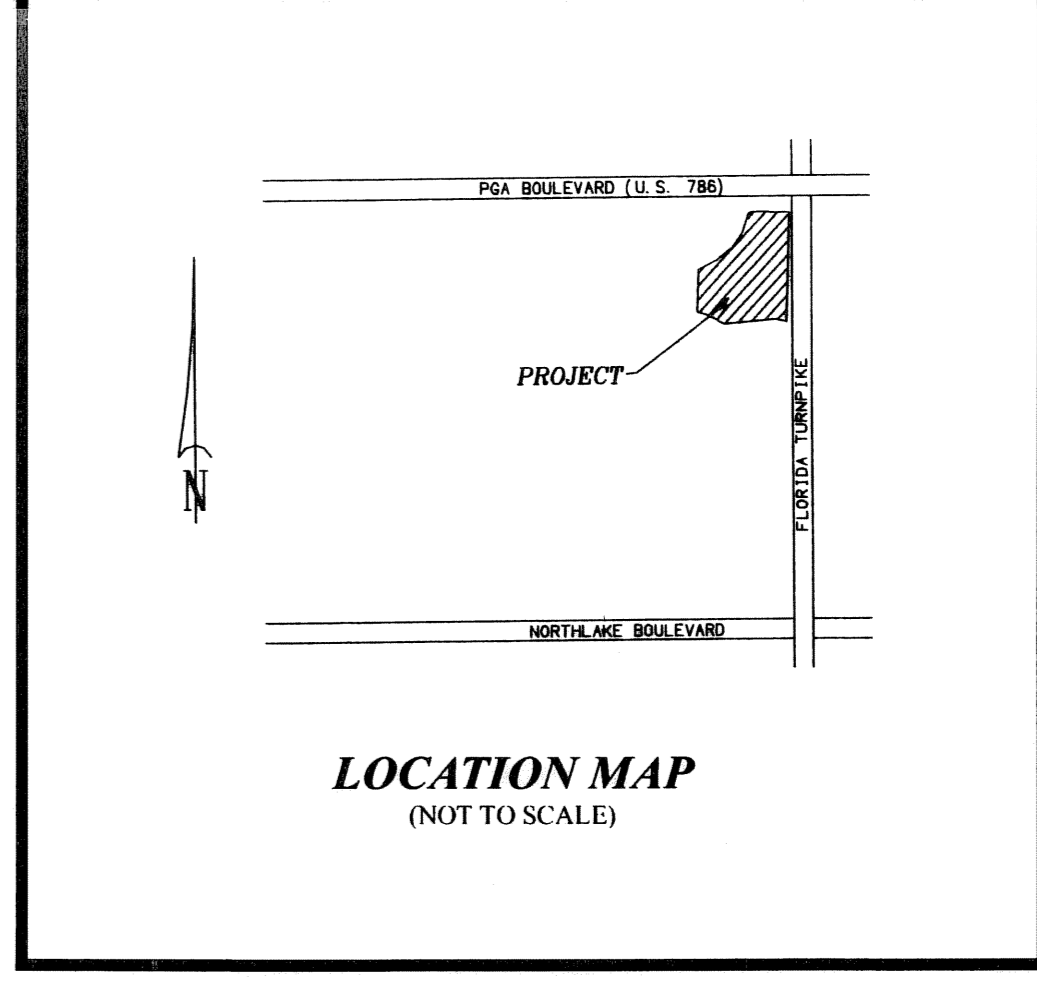 PGA BOULEVARD (U. S. 786)
PROJECT
FLORIDA TURNPIKE
N
NORTHLAKE BOULEVARD
LOCATION MAP
(NOT TO SCALE)